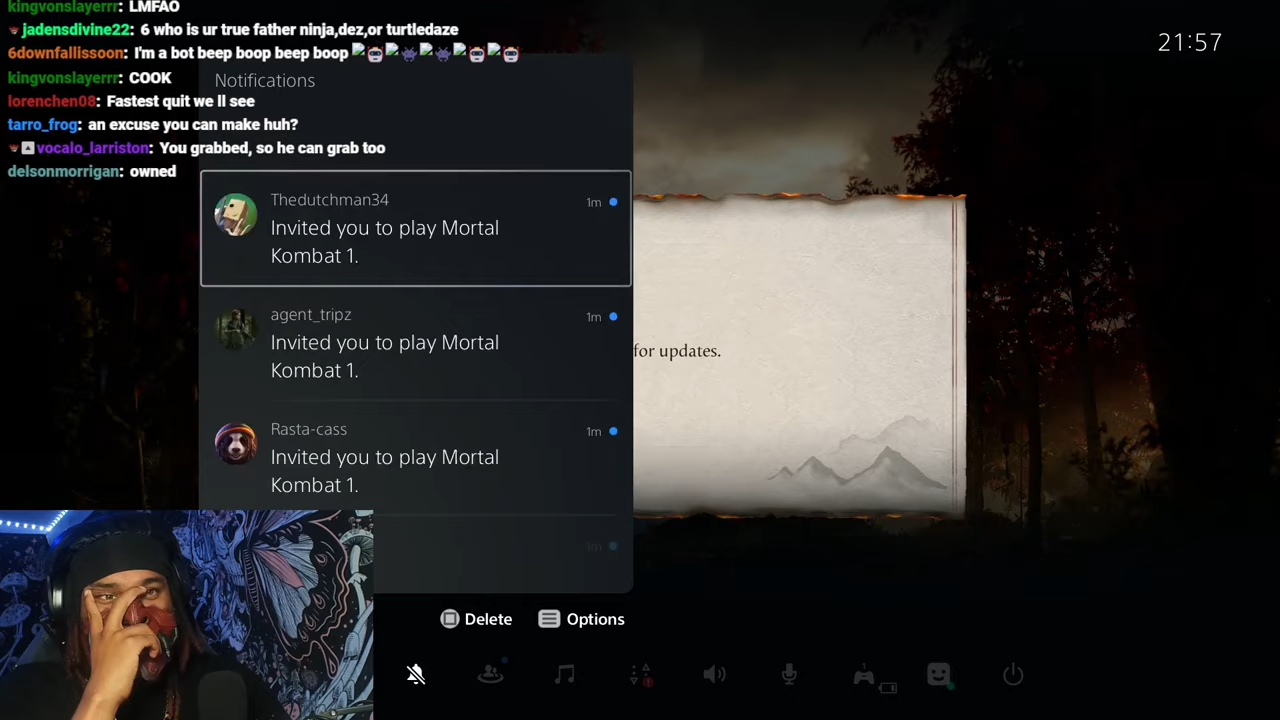 kingvonslayerrr: LMFAO
jadensdivine22: 6 who is ur true father ninja,dez,or turtledaze
6downfallissoon: I'm a bot beep boop beep boop
kingvonslayerrr: COOK
lorenchen08: Fastest quit we ll see
tarro_frog: an excuse you can make huh?
vocalo_larriston: You grabbed, so he can grab too
delsonmorrigan: owned
21:57
Notifications
Thedutchman34
1m
Invited you to play Mortal
Kombat 1.
agent_tripz
1m
Invited you to play Mortal
Kombat 1.
Rasta-cass
1m
Invited you to play Mortal
Kombat 1.
1m
for updates.
Delete
Options
1